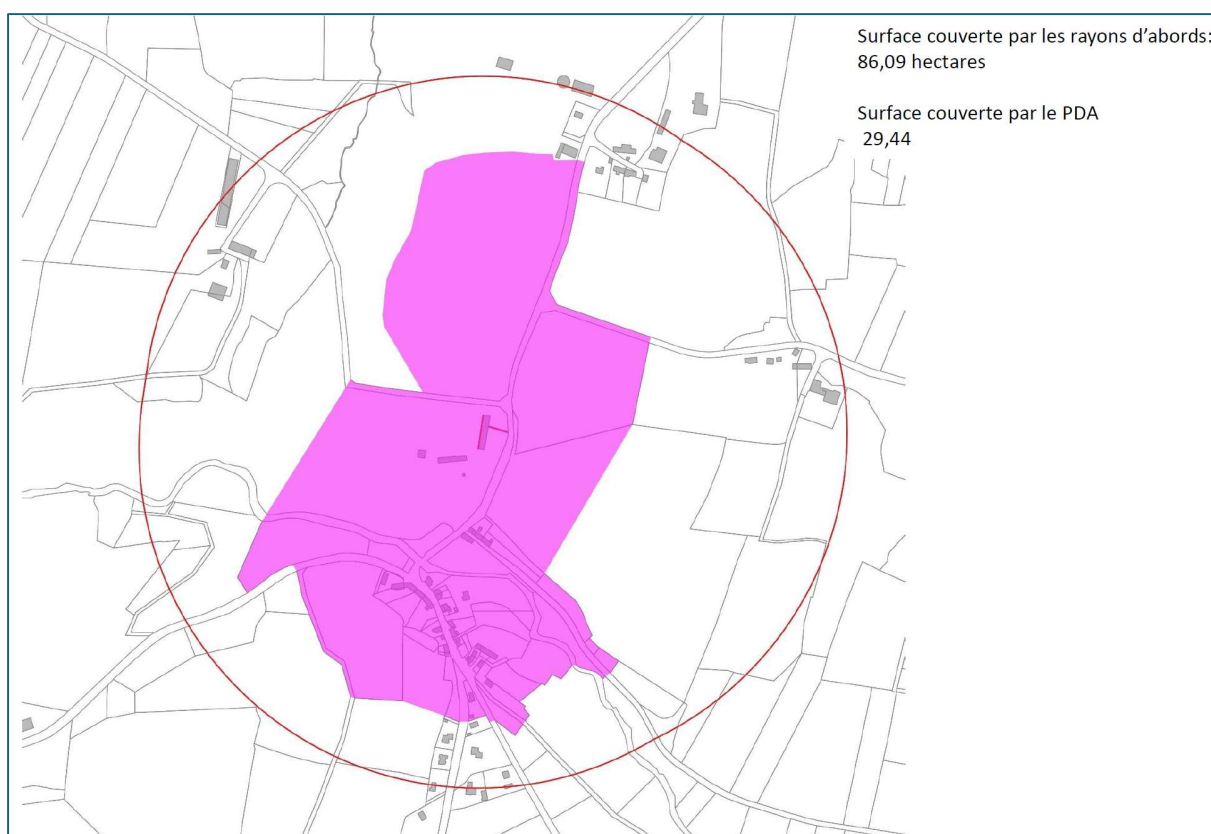 Surface couverte par les rayons d’abords:
86,09 hectares
Surface couverte par le PDA
29,44